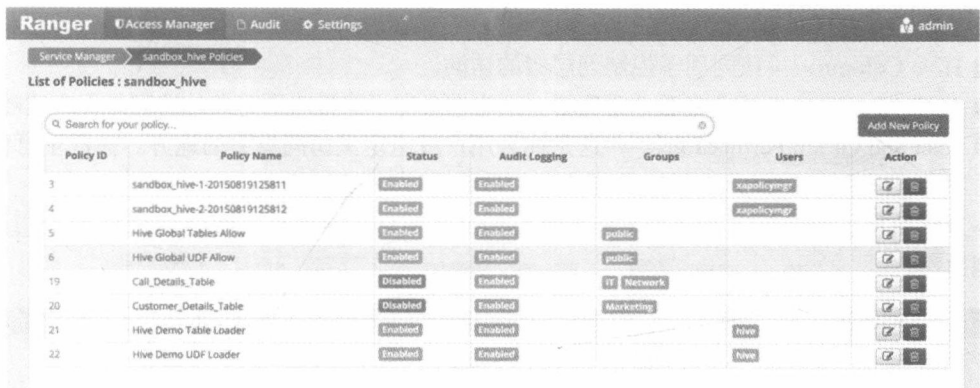 Ranger Access Manager Audit Settings admin
Service Manager sandbox_hive Policies
List of Policies : sandbox_hive
Search for your policy... Add New Policy
Policy ID Policy Name Status Audit Logging Groups Users Action
3 sandbox_hive-1-20150819125811 Enabled Enabled xapolicymgr
4 sandbox_hive-2-20150819125812 Enabled Enabled xapolicymgr
5 Hive Global Tables Allow Enabled Enabled public
6 Hive Global UDF Allow Enabled Enabled public
19 Call_Details_Table Disabled Enabled IT Network
20 Customer_Details_Table Disabled Enabled Marketing
21 Hive Demo Table Loader Enabled Enabled hive
22 Hive Demo UDF Loader Enabled Enabled hive